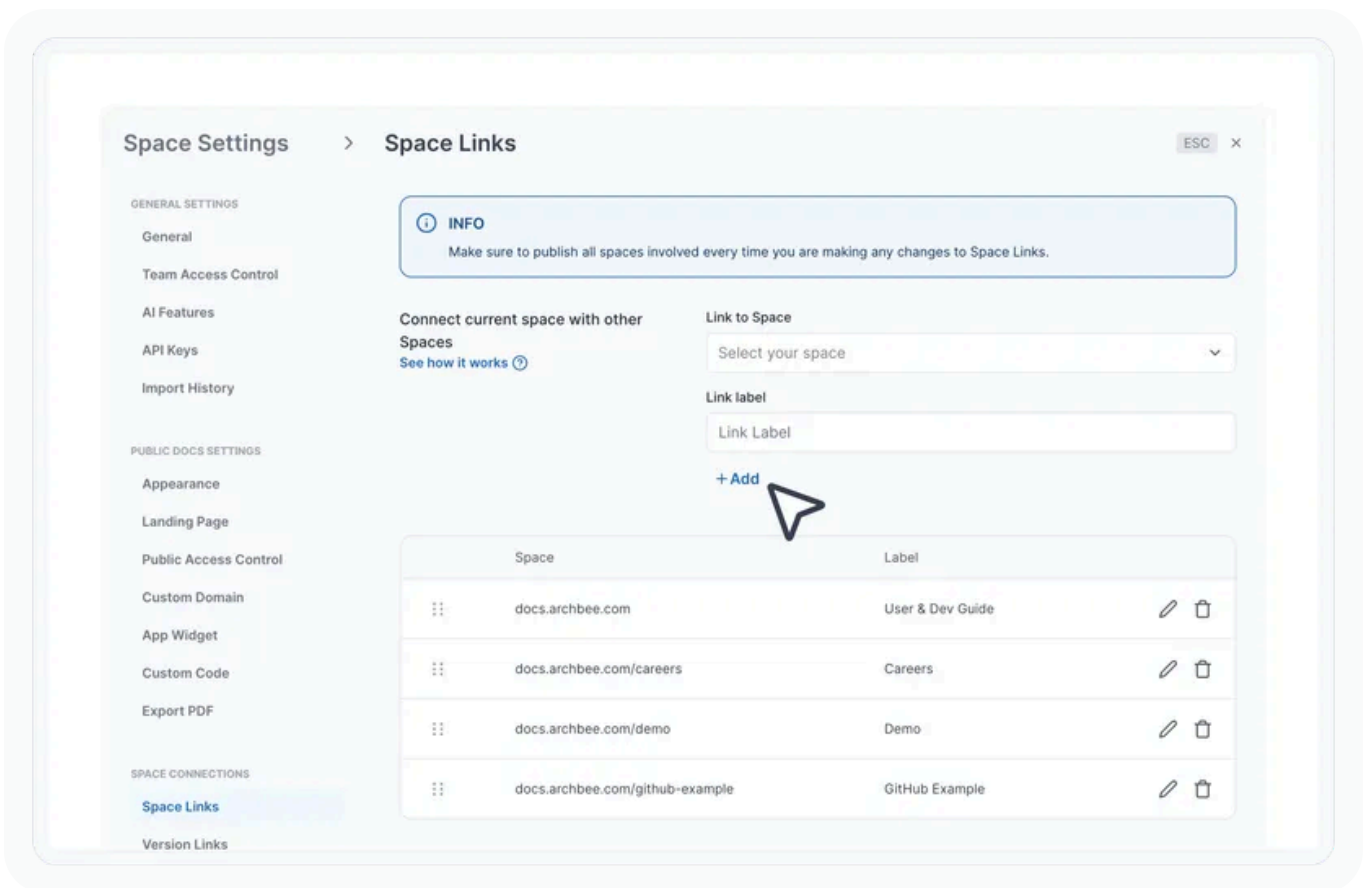 Space Settings > Space Links
ESC ×
GENERAL SETTINGS
General
Team Access Control
AI Features
API Keys
Import History
PUBLIC DOCS SETTINGS
Appearance
Landing Page
Public Access Control
Custom Domain
App Widget
Custom Code
Export PDF
SPACE CONNECTIONS
Space Links
Version Links
INFO
Make sure to publish all spaces involved every time you are making any changes to Space Links.
Connect current space with other
Spaces
See how it works
Link to Space
Select your space
Link label
Link Label
+ Add
Space Label
docs.archbee.com User & Dev Guide
docs.archbee.com/careers Careers
docs.archbee.com/demo Demo
docs.archbee.com/github-example GitHub Example